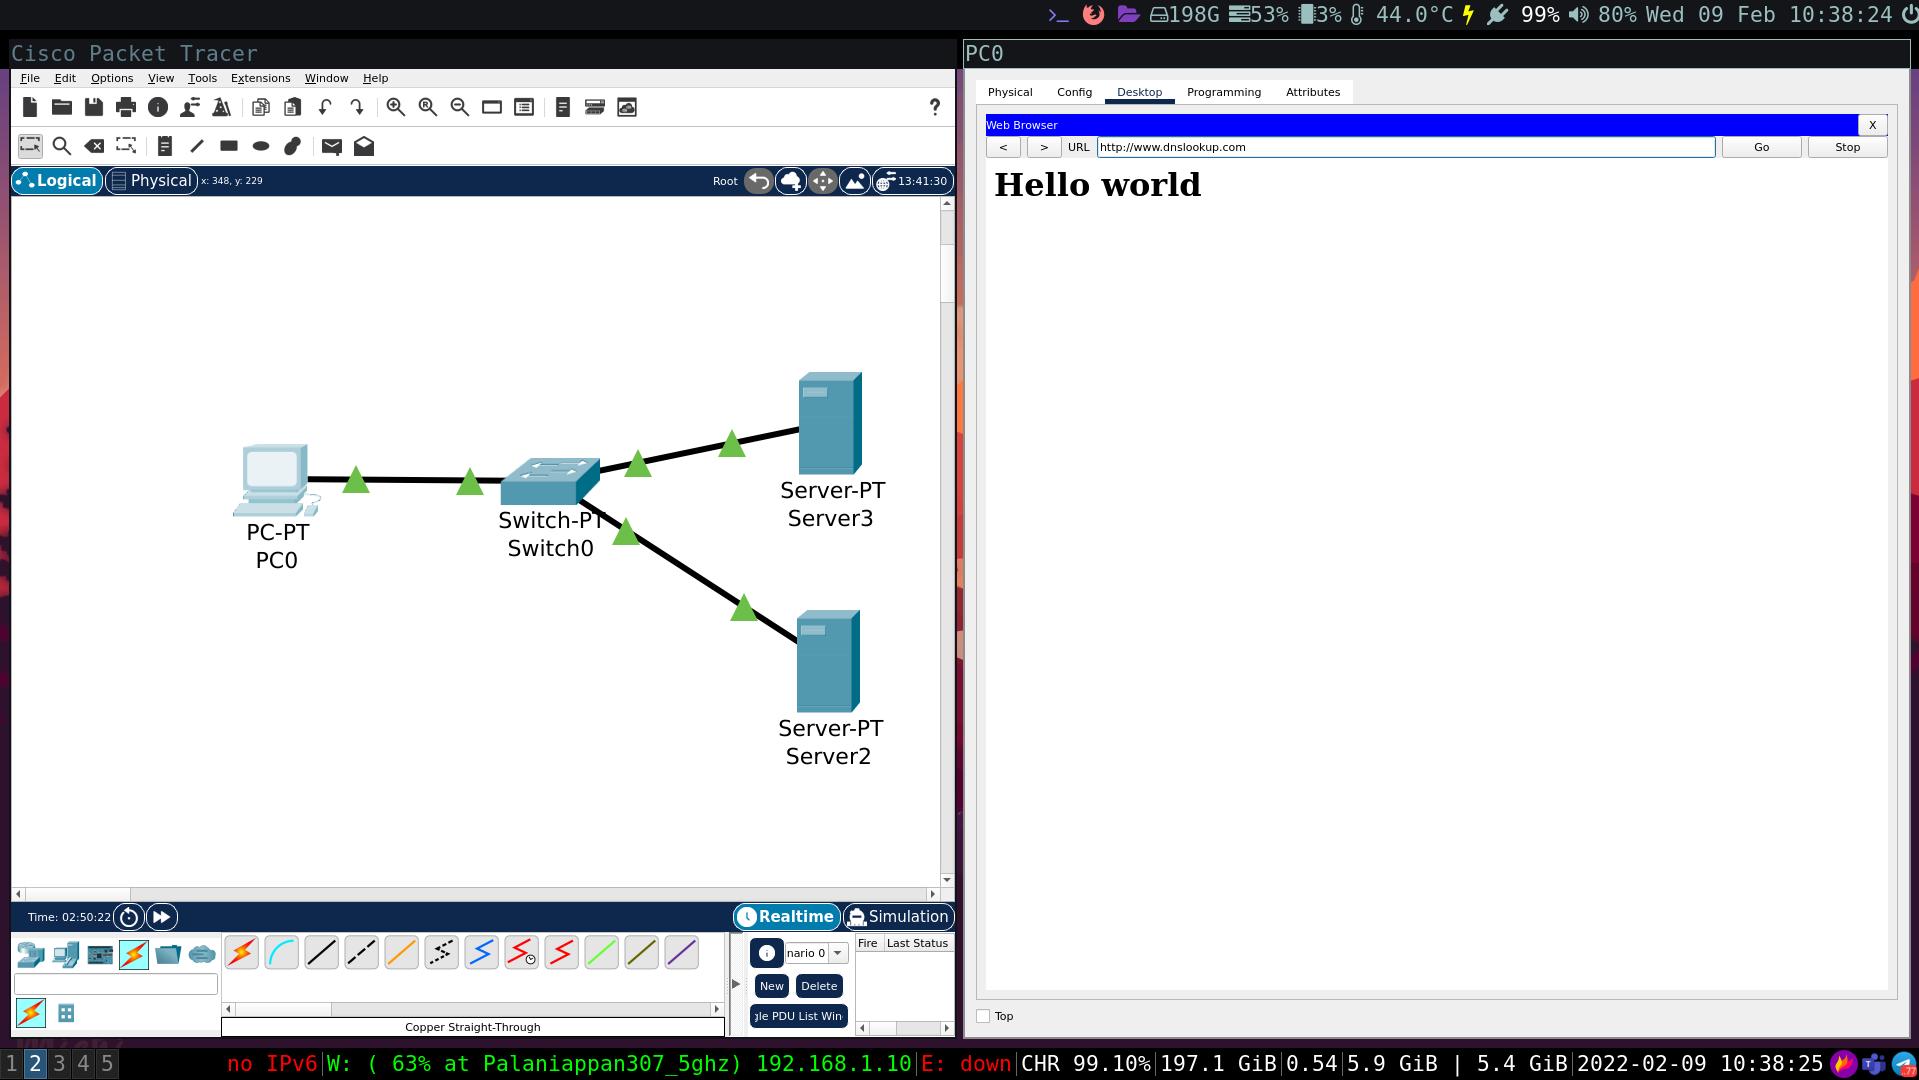 198G 53% 3% 44.0°C 99% 80% Wed 09 Feb 10:38:24
Cisco Packet Tracer
File Edit Options View Tools Extensions Window Help
?
Logical Physical x: 348, y: 229 Root 13:41:30
Server-PT
Server3
PC-PT
PC0
Switch-PT
Switch0
Server-PT
Server2
Time: 02:50:22 Realtime Simulation
nario 0
New Delete
gle PDU List Win
Fire Last Status
Copper Straight-Through
PC0
Physical Config Desktop Programming Attributes
Web Browser X
< > URL http://www.dnslookup.com Go Stop
Hello world
Top
1 2 3 4 5 no IPv6|W: ( 63% at Palaniappan307_5ghz) 192.168.1.10|E: down|CHR 99.10%|197.1 GiB|0.54|5.9 GiB | 5.4 GiB|2022-02-09 10:38:25